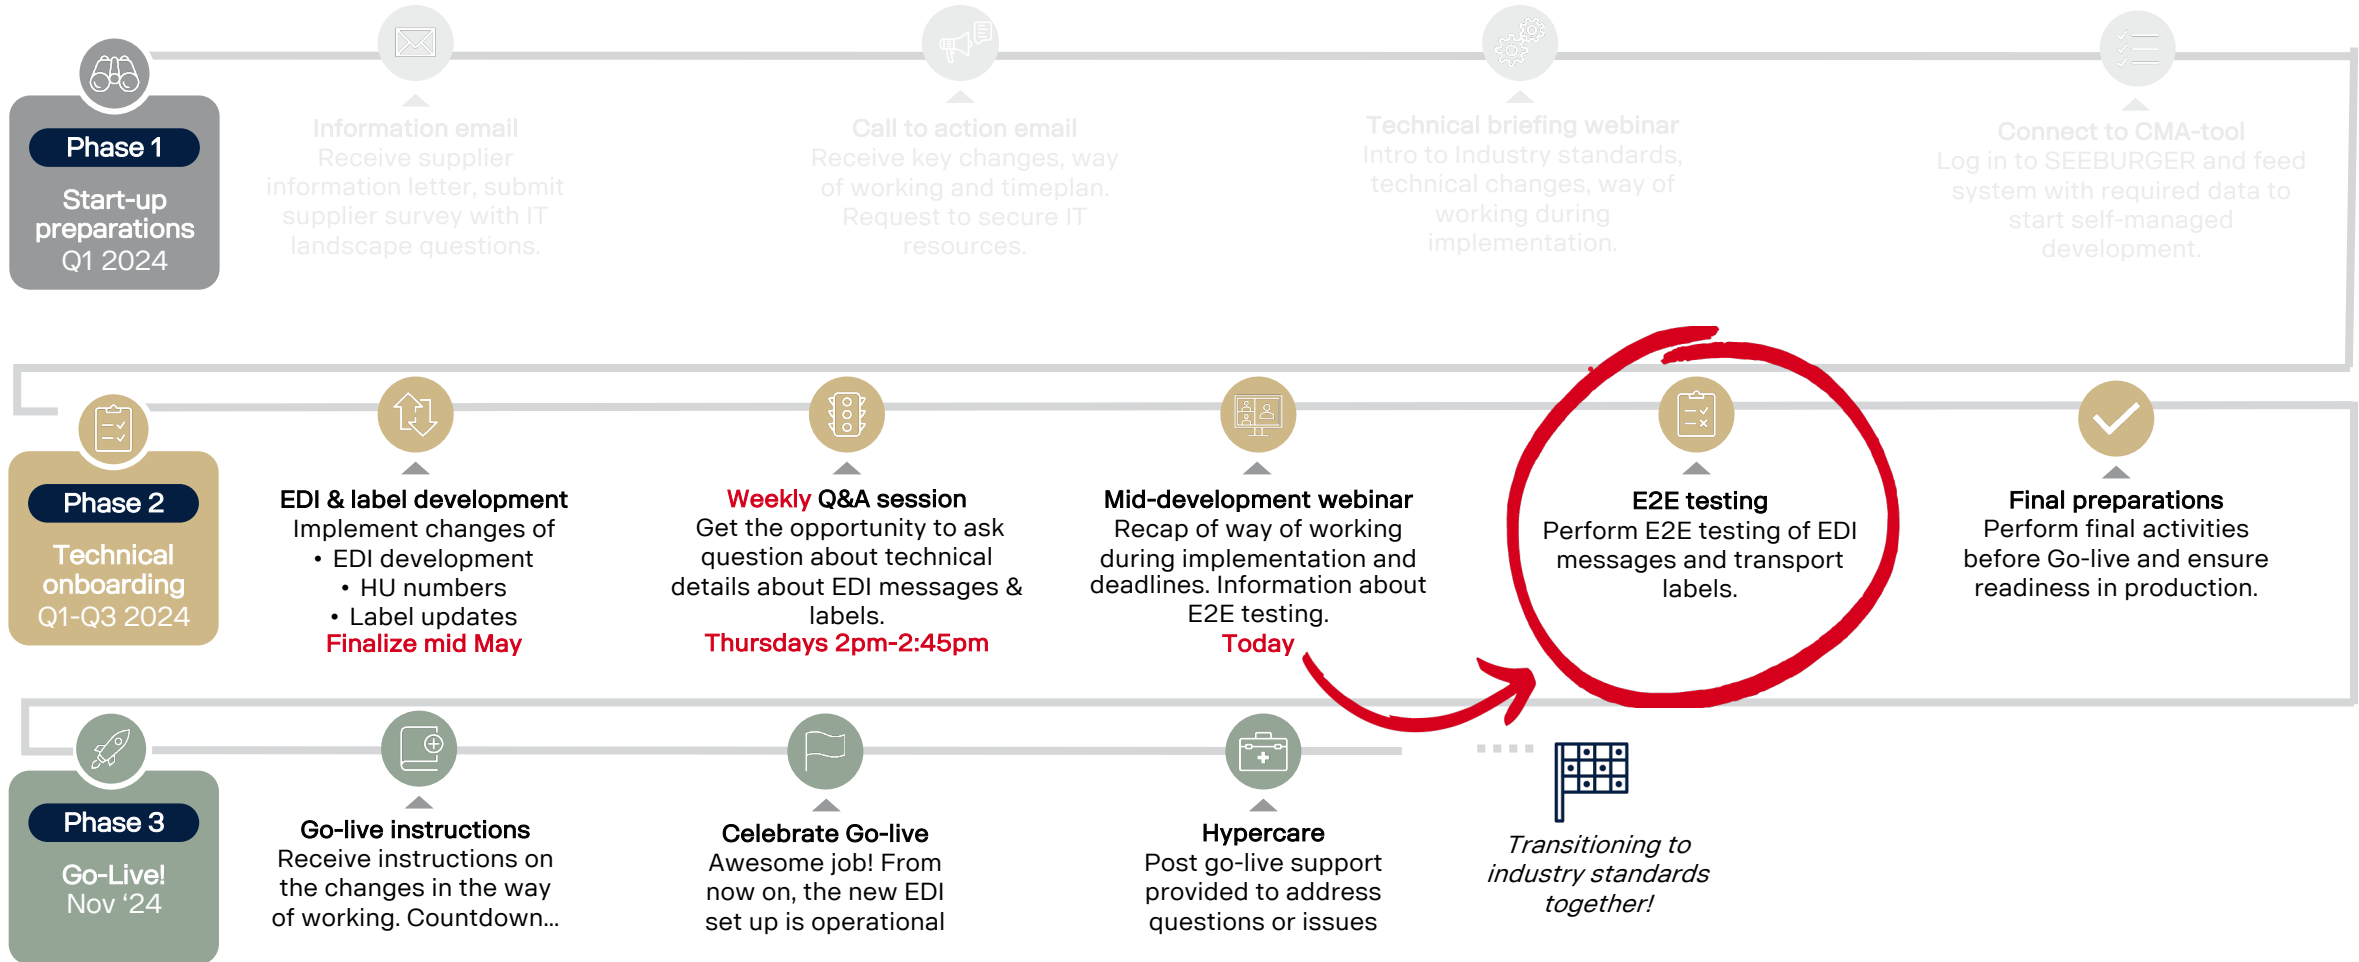 Phase 1
Start-up
preparations
Q1 2024
Information email
Receive supplier
information letter, submit
supplier survey with IT
landscape questions.
Call to action email
Receive key changes, way
of working and timeplan.
Request to secure IT
resources.
Technical briefing webinar
Intro to Industry standards,
technical changes, way of
working during
implementation.
Connect to CMA-tool
Log in to SEEBURGER and feed
system with required data to
start self-managed
development.
Phase 2
Technical
onboarding
Q1-Q3 2024
EDI & label development
Implement changes of
• EDI development
• HU numbers
• Label updates
Finalize mid May
Weekly Q&A session
Get the opportunity to ask
question about technical
details about EDI messages &
labels.
Thursdays 2pm-2:45pm
Mid-development webinar
Recap of way of working
during implementation and
deadlines. Information about
E2E testing.
Today
E2E testing
Perform E2E testing of EDI
messages and transport
labels.
Final preparations
Perform final activities
before Go-live and ensure
readiness in production.
Phase 3
Go-Live!
Nov ‘24
Go-live instructions
Receive instructions on
the changes in the way
of working. Countdown...
Celebrate Go-live
Awesome job! From
now on, the new EDI
set up is operational
Hypercare
Post go-live support
provided to address
questions or issues
Transitioning to
industry standards
together!